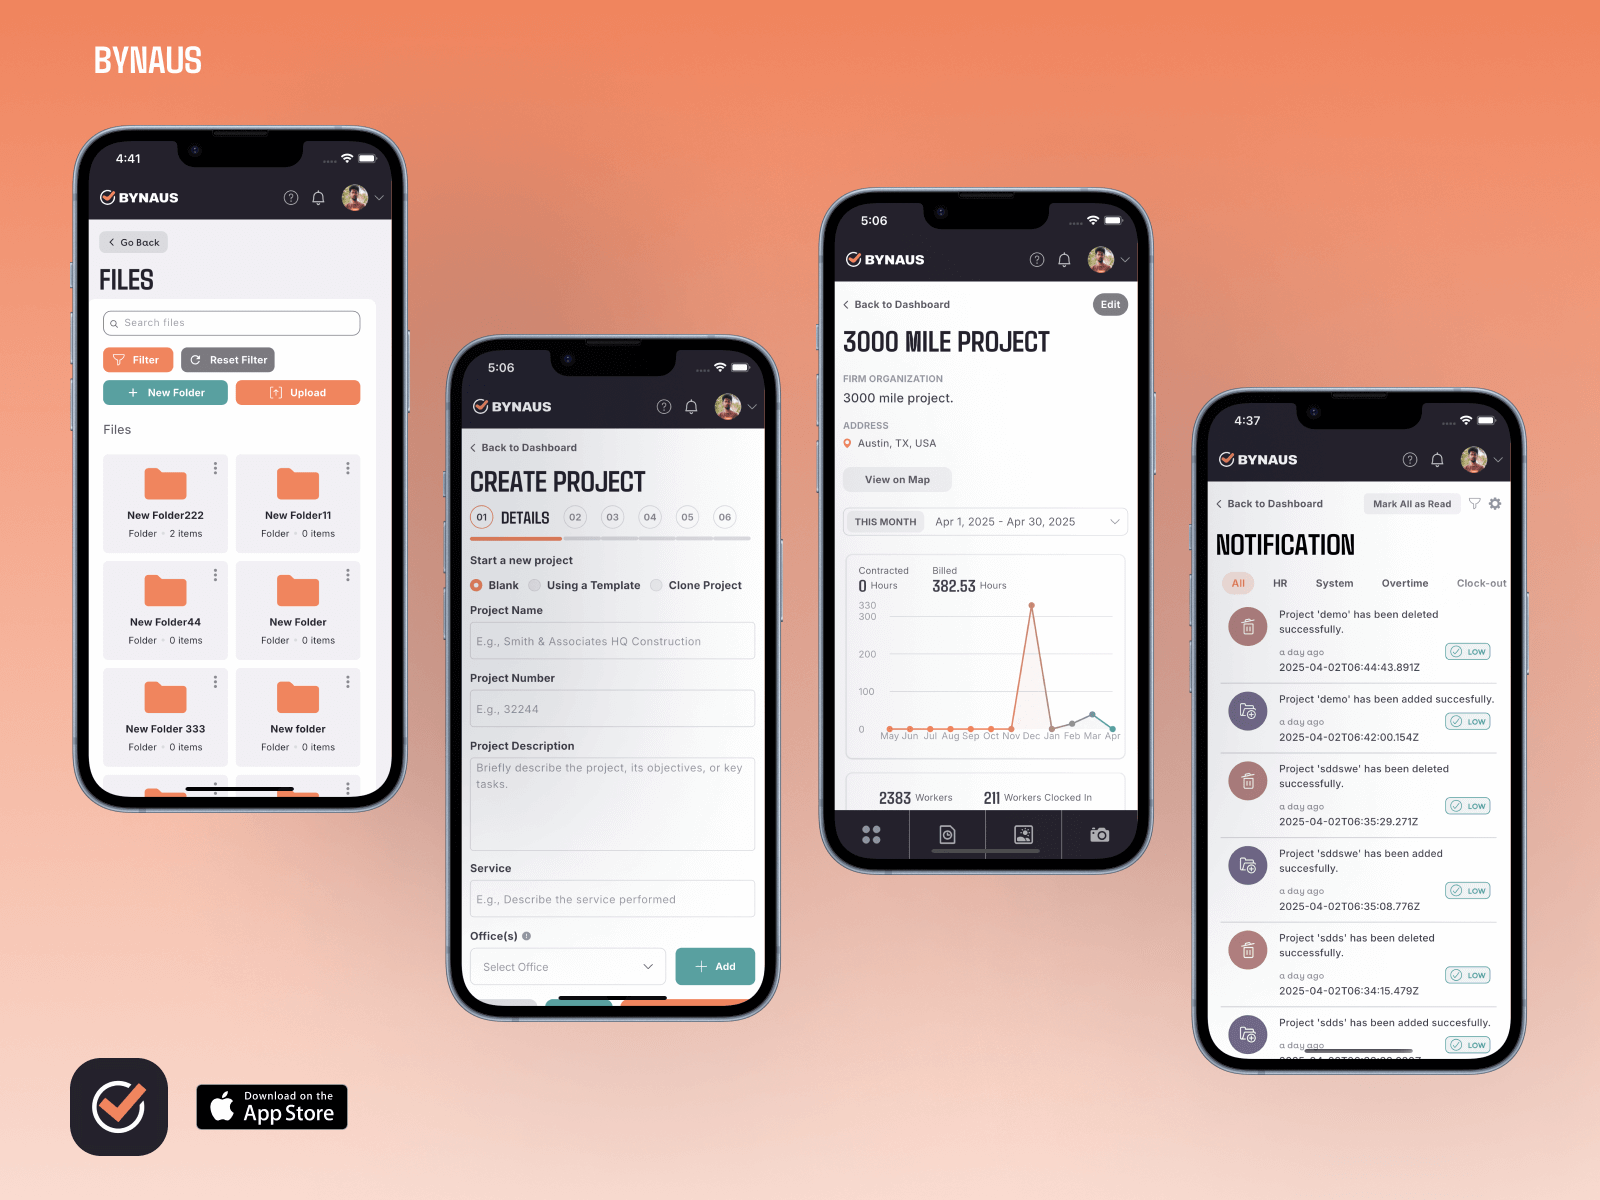 BYNAUS
4:41
BYNAUS
Go Back
FILES
Search files
Filter
Reset Filter
+ New Folder
Upload
Files
New Folder222
Folder • 2 items
New Folder11
Folder • 0 items
New Folder44
Folder • 0 items
New Folder
Folder • 0 items
New Folder 333
Folder • 0 items
New folder
Folder • 0 items
5:06
BYNAUS
Back to Dashboard
CREATE PROJECT
01 DETAILS 02 03 04 05 06
Start a new project
Blank Using a Template Clone Project
Project Name
E.g., Smith & Associates HQ Construction
Project Number
E.g., 32244
Project Description
Briefly describe the project, its objectives, or key
tasks.
Service
E.g., Describe the service performed
Office(s)
Select Office
+ Add
5:06
BYNAUS
Back to Dashboard
Edit
3000 MILE PROJECT
FIRM ORGANIZATION
3000 mile project.
ADDRESS
Austin, TX, USA
View on Map
THIS MONTH Apr 1, 2025 - Apr 30, 2025
Contracted
0 Hours
Billed
382.53 Hours
330
300
200
100
0
May Jun Jul Aug Sep Oct Nov Dec Jan Feb Mar Apr
2383 Workers
211 Workers Clocked In
4:37
BYNAUS
Back to Dashboard
Mark All as Read
NOTIFICATION
All HR System Overtime Clock-out
Project 'demo' has been deleted
successfully.
a day ago
LOW
2025-04-02T06:44:43.891Z
Project 'demo' has been added succesfully.
a day ago
LOW
2025-04-02T06:42:00.154Z
Project 'sddswe' has been deleted
successfully.
a day ago
LOW
2025-04-02T06:35:29.271Z
Project 'sddswe' has been added
succesfully.
a day ago
LOW
2025-04-02T06:35:08.776Z
Project 'sdds' has been deleted
successfully.
a day ago
LOW
2025-04-02T06:34:15.479Z
Project 'sdds' has been added succesfully.
a day ago
LOW
Download on the
App Store